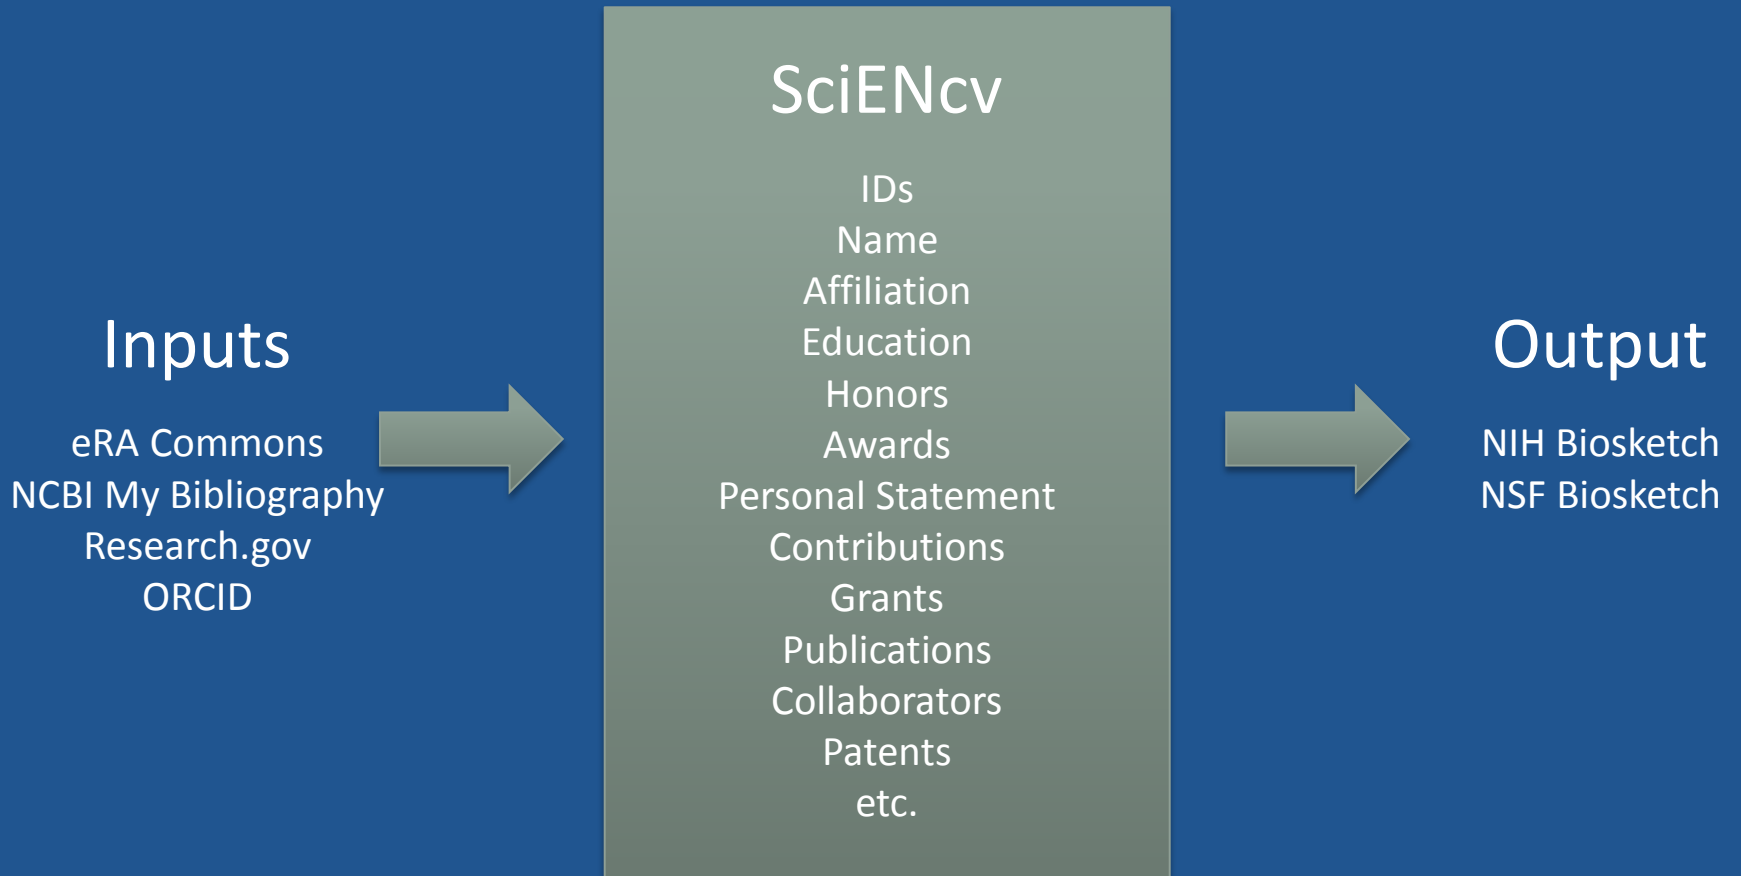 Inputs
eRA Commons
NCBI My Bibliography
Research.gov
ORCID
SciENcv
IDs
Name
Affiliation
Education
Honors
Awards
Personal Statement
Contributions
Grants
Publications
Collaborators
Patents
etc.
Output
NIH Biosketch
NSF Biosketch